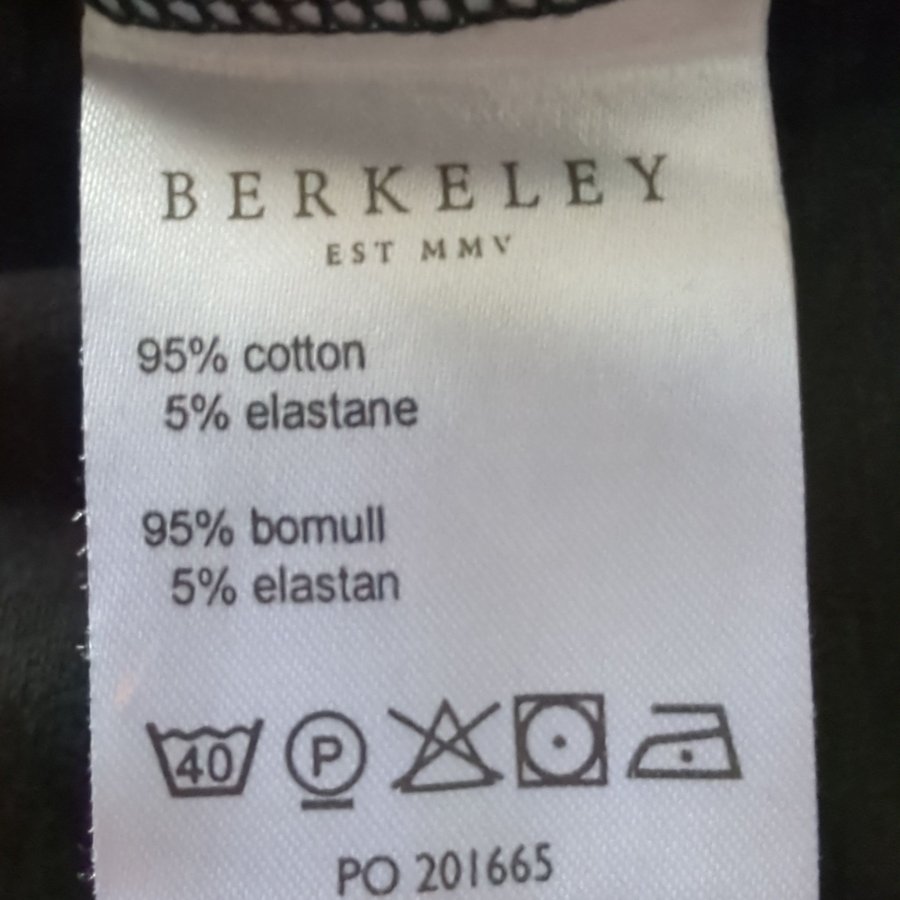 BERKELEY
EST MMV
95% cotton
5% elastane
95% bomull
5% elastan
40 P
PO 201665